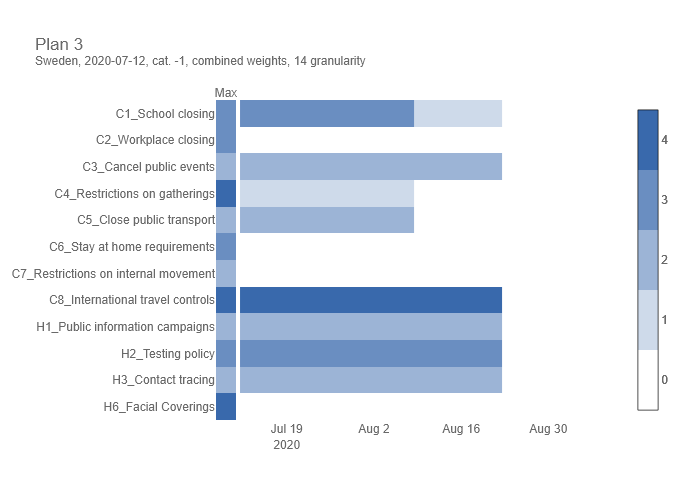 Plan 3
Sweden, 2020-07-12, cat. -1, combined weights, 14 granularity
Max
C1_School closing
C2_Workplace closing
C3_Cancel public events
C4_Restrictions on gatherings
C5_Close public transport
C6_Stay at home requirements
C7_Restrictions on internal movement
C8_International travel controls
H1_Public information campaigns
H2_Testing policy
H3_Contact tracing
H6_Facial Coverings
Jul 19 Aug 2 Aug 16 Aug 30
2020
4
3
2
1
0